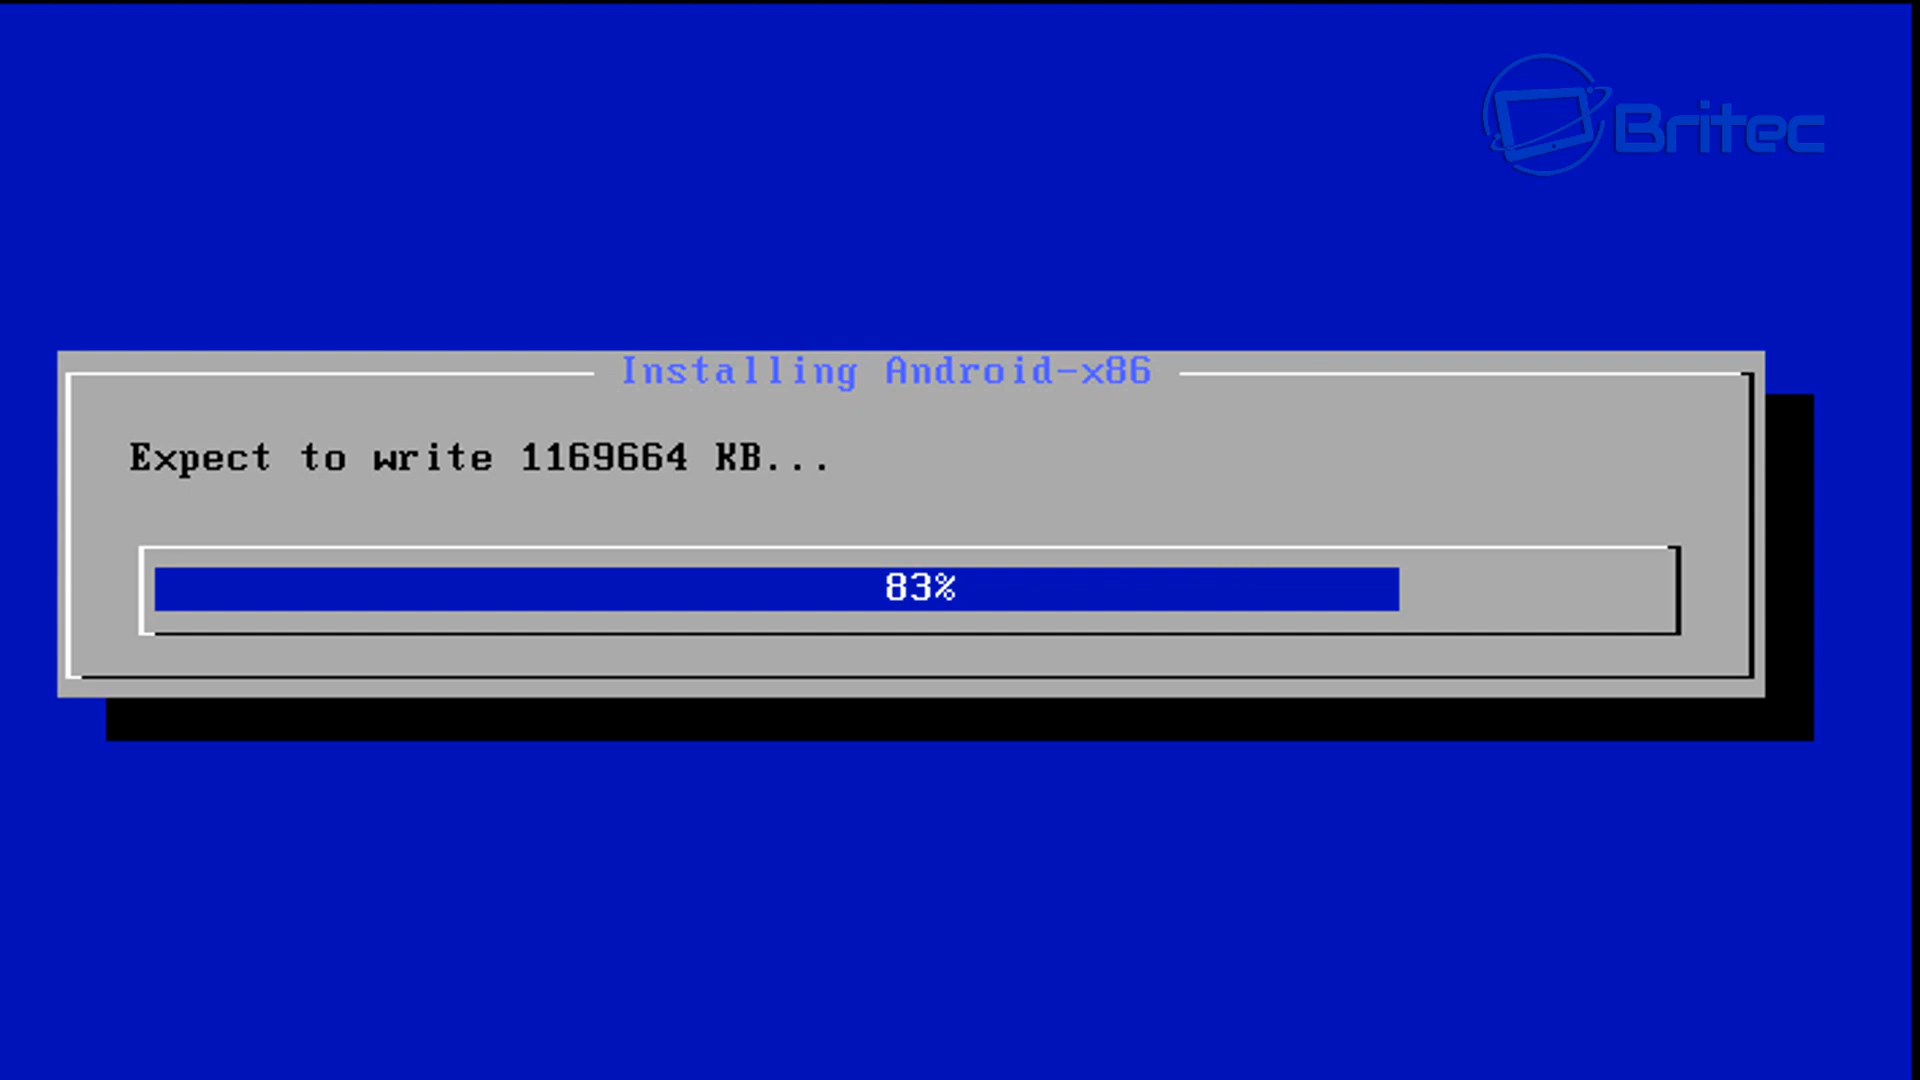 Britec
Installing Android-x86
Expect to write 1169664 KB...
83%